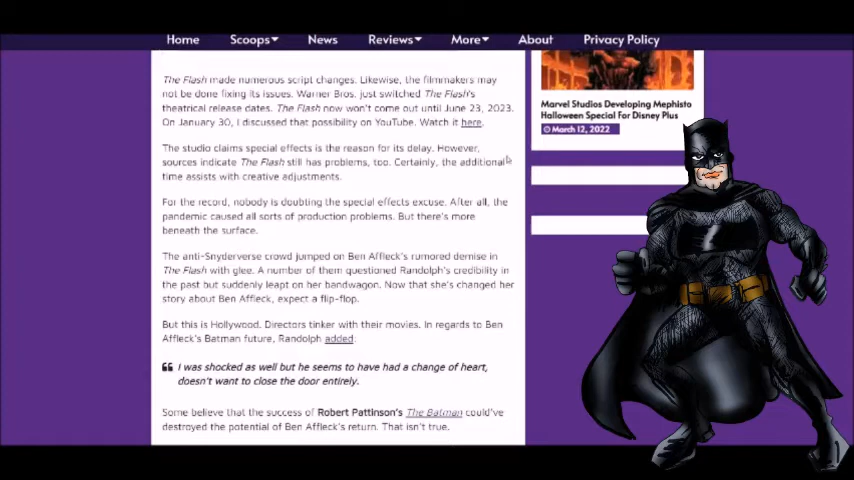 Home Scoops News Reviews More About Privacy Policy
The Flash made numerous script changes. Likewise, the filmmakers may
not be done fixing its issues. Warner Bros. just switched The Flash's
theatrical release dates. The Flash now won't come out until June 23, 2023.
On January 30, I discussed that possibility on YouTube. Watch it here.
The studio claims special effects is the reason for its delay. However,
sources indicate The Flash still has problems, too. Certainly, the additional
time assists with creative adjustments.
For the record, nobody is doubting the special effects excuse. After all, the
pandemic caused all sorts of production problems. But there's more
beneath the surface.
The anti-Snyderverse crowd jumped on Ben Affleck's rumored demise in
The Flash with glee. A number of them questioned Randolph's credibility in
the past but suddenly leapt on her bandwagon. Now that she's changed her
story about Ben Affleck, expect a flip-flop.
But this is Hollywood. Directors tinker with their movies. In regards to Ben
Affleck's Batman future, Randolph added:
I was shocked as well but he seems to have had a change of heart,
doesn't want to close the door entirely.
Some believe that the success of Robert Pattinson's The Batman could've
destroyed the potential of Ben Affleck's return. That isn't true.
Marvel Studios Developing Mephisto
Halloween Special For Disney Plus
March 12, 2022